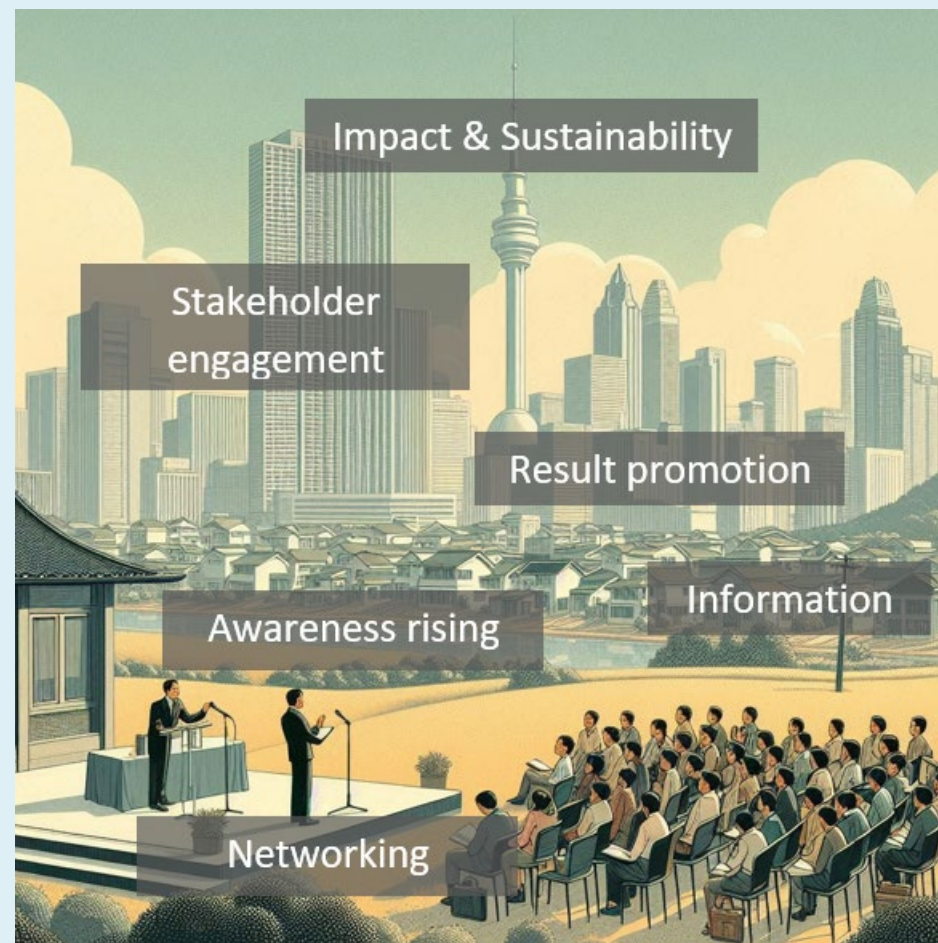 Impact & Sustainability
Stakeholder
engagement
Result promotion
Information
Awareness rising
Networking